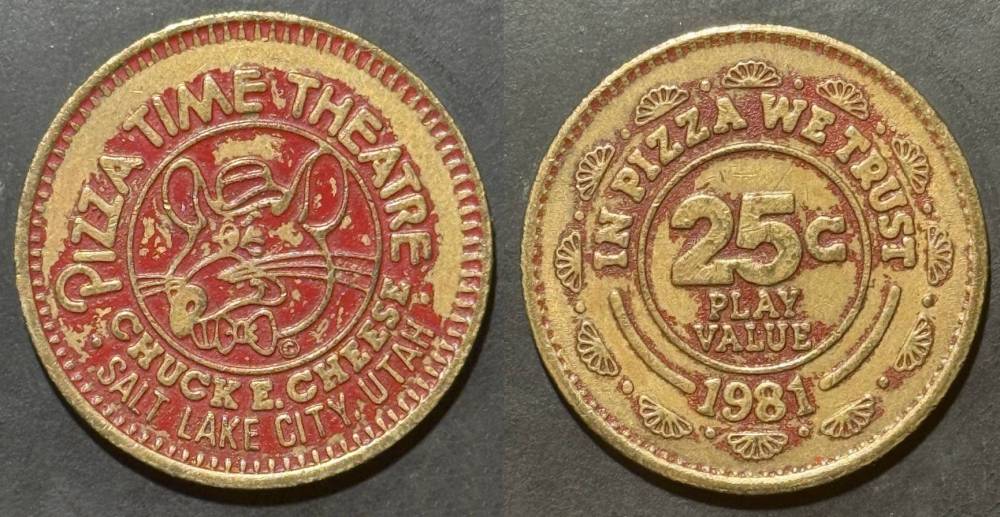 PIZZA TIME THEATRE
CHUCK E. CHEESE
SALT LAKE CITY, UTAH
©
IN PIZZA WE TRUST
25¢
PLAY
VALUE
1981